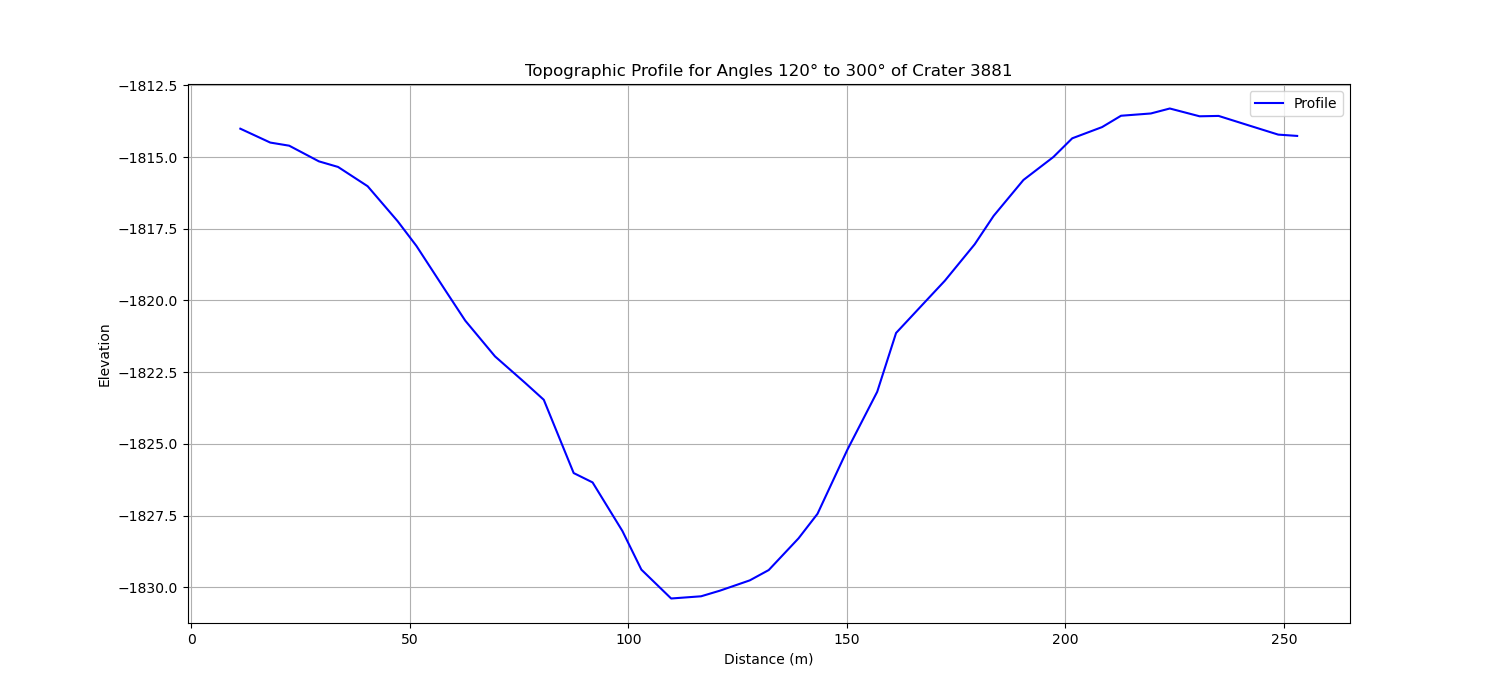 Topographic Profile for Angles 120° to 300° of Crater 3881
Profile
Elevation
−1812.5
−1815.0
−1817.5
−1820.0
−1822.5
−1825.0
−1827.5
−1830.0
0 50 100 150 200 250
Distance (m)